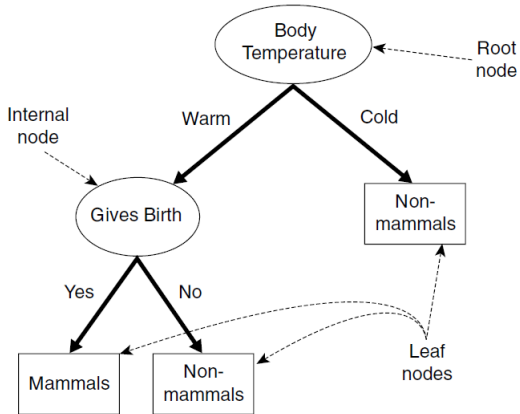 Body
Temperature
Root
node
Internal
node
Warm
Cold
Gives Birth
Non-
mammals
Yes
No
Mammals
Non-
mammals
Leaf
nodes